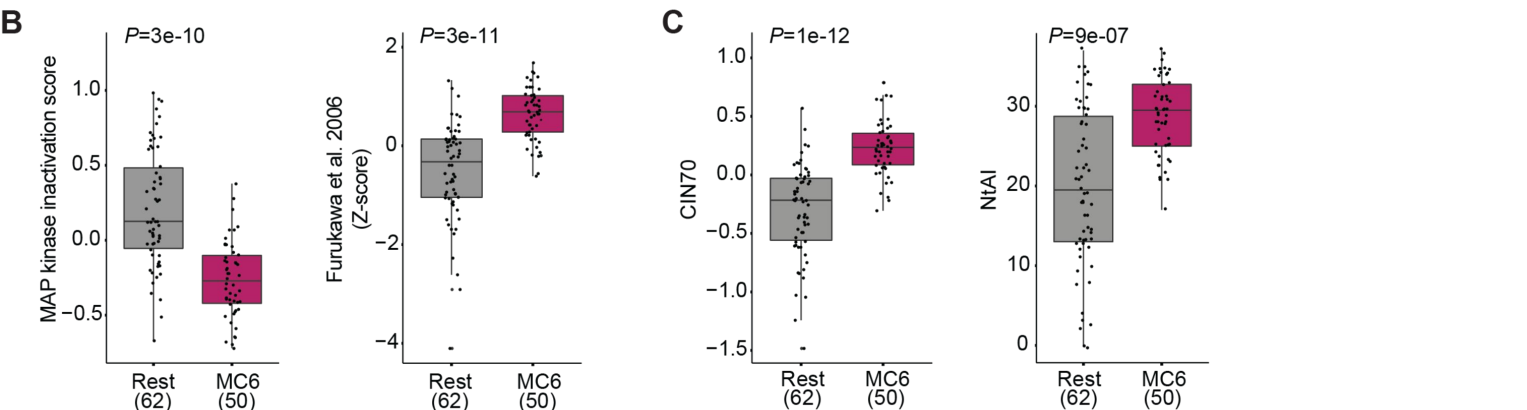 B
P=3e-10
MAP kinase inactivation score
1.0
0.5
0.0
−0.5
Rest
(62)
MC6
(50)
P=3e-11
Furukawa et al. 2006
(Z-score)
2
0
−2
−4
Rest
(62)
MC6
(50)
C
P=1e-12
CIN70
1.0
0.5
0.0
−0.5
−1.0
−1.5
Rest
(62)
MC6
(50)
P=9e-07
NtAI
30
20
10
0
Rest
(62)
MC6
(50)